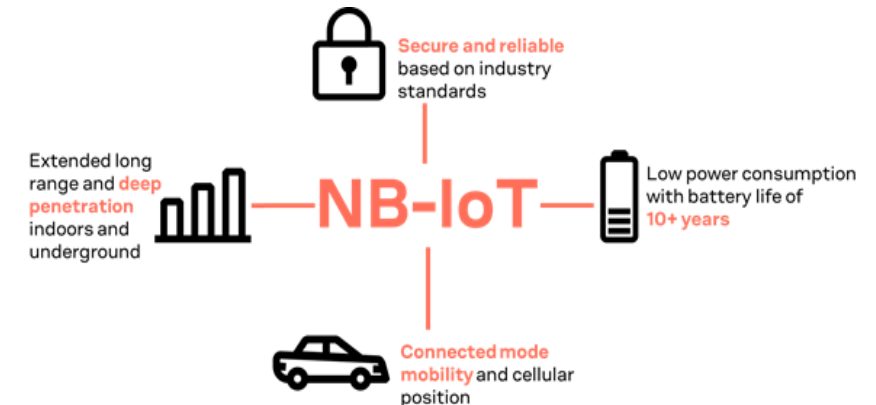 Secure and reliable
based on industry
standards
Extended long
range and deep
penetration
indoors and
underground
NB-IoT
Low power consumption
with battery life of
10+ years
Connected mode
mobility and cellular
position